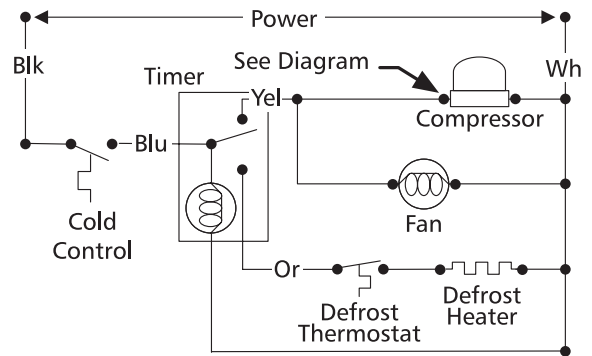 Power
Blk
Timer
See Diagram
Wh
Yel
Compressor
Blu
Cold
Control
Fan
Or
Defrost
Thermostat
Defrost
Heater